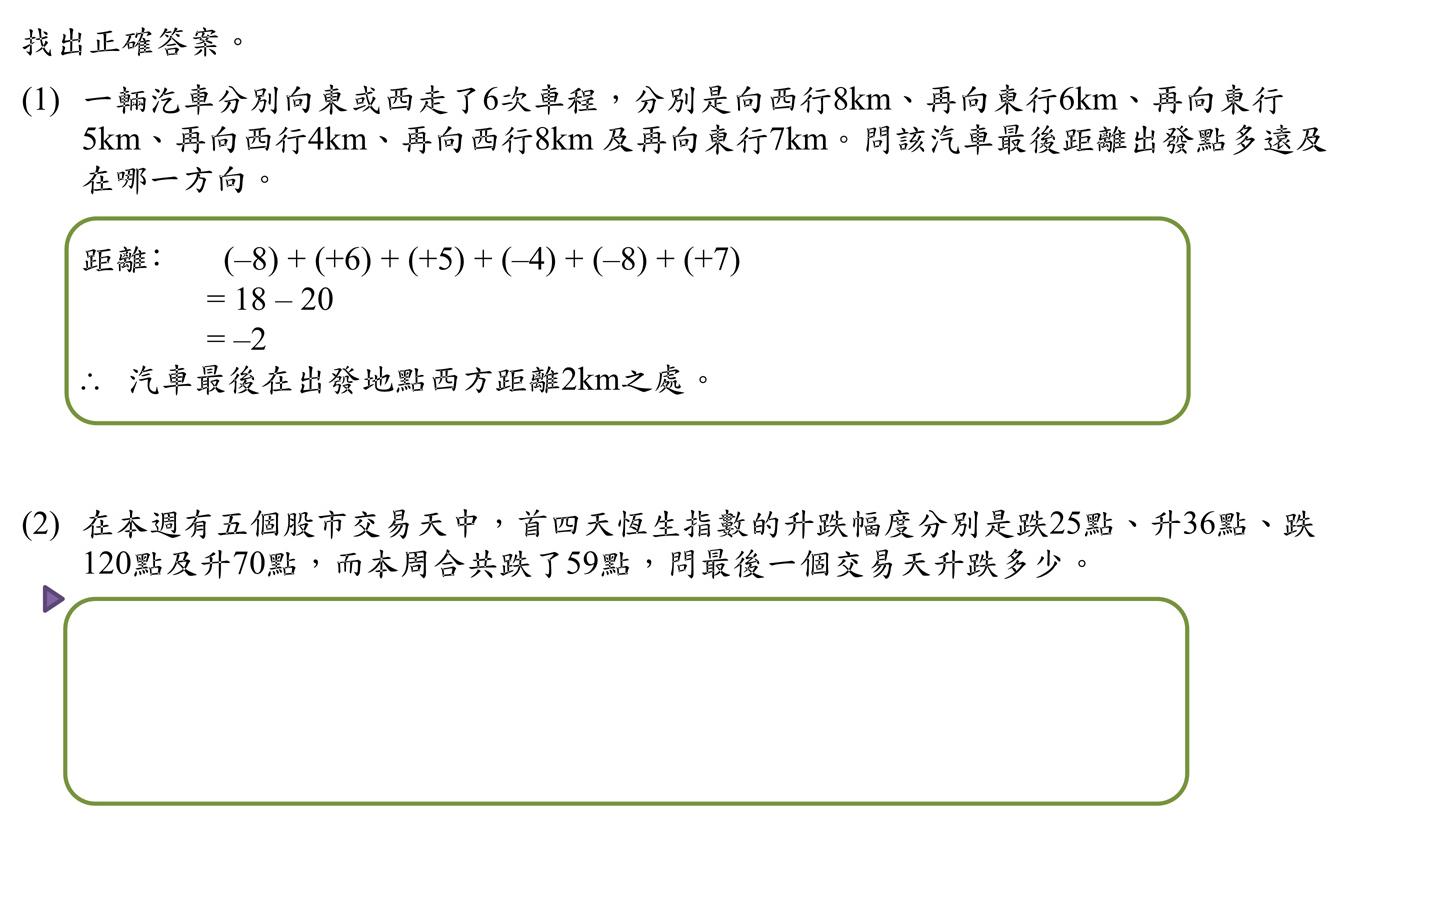 找出正確答案。
(1) 一輛汽車分別向東或西走了6次車程，分別是向西行8km、再向東行6km、再向東行
5km、再向西行4km、再向西行8km 及再向東行7km。問該汽車最後距離出發點多遠及
在哪一方向。
距離： (–8) + (+6) + (+5) + (–4) + (–8) + (+7)
= 18 – 20
= –2
∴ 汽車最後在出發地點西方距離2km之處。
(2) 在本週有五個股市交易天中，首四天恆生指數的升跌幅度分別是跌25點、升36點、跌
120點及升70點，而本周合共跌了59點，問最後一個交易天升跌多少。